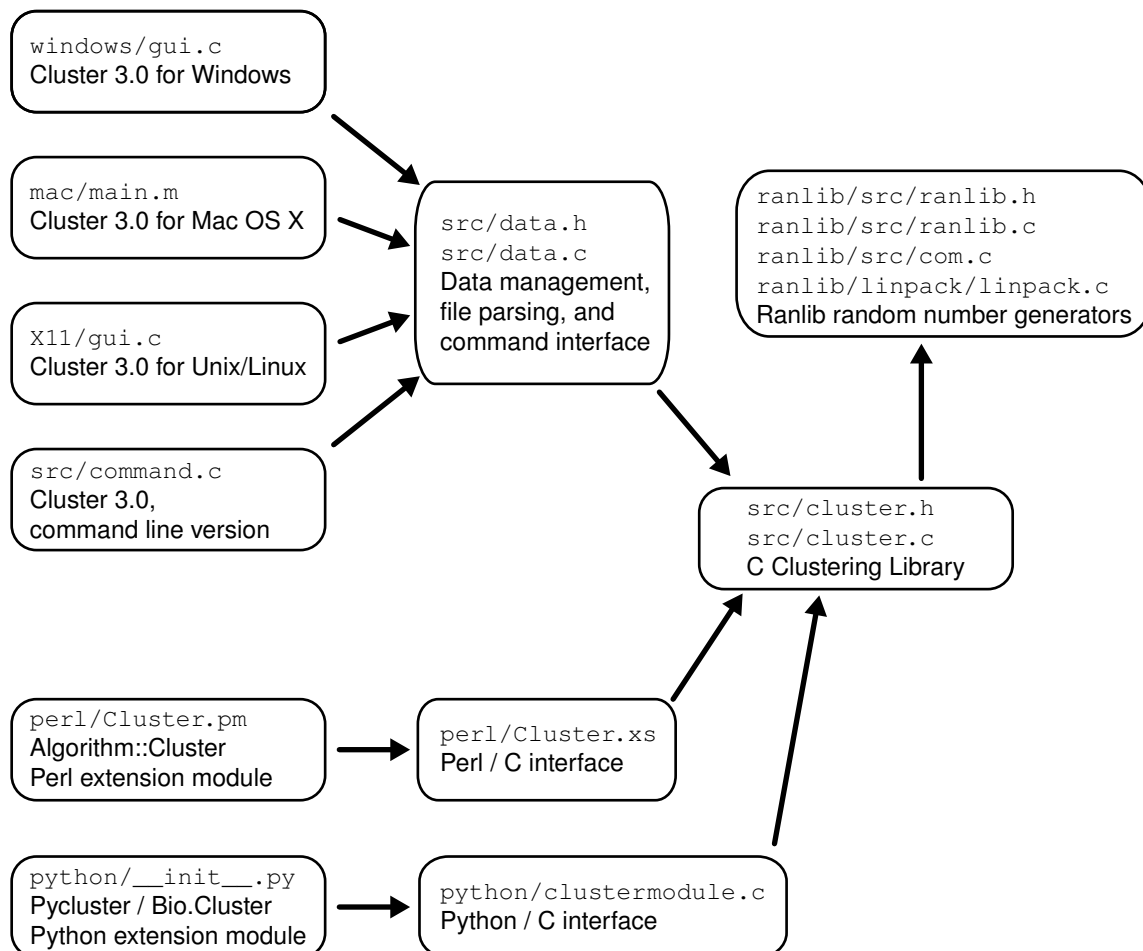 windows/gui.c
Cluster 3.0 for Windows
mac/main.m
Cluster 3.0 for Mac OS X
X11/gui.c
Cluster 3.0 for Unix/Linux
src/command.c
Cluster 3.0,
command line version
src/data.h
src/data.c
Data management,
file parsing, and
command interface
ranlib/src/ranlib.h
ranlib/src/ranlib.c
ranlib/src/com.c
ranlib/linpack/linpack.c
Ranlib random number generators
src/cluster.h
src/cluster.c
C Clustering Library
perl/Cluster.pm
Algorithm::Cluster
Perl extension module
perl/Cluster.xs
Perl / C interface
python/__init__.py
Pycluster / Bio.Cluster
Python extension module
python/clustermodule.c
Python / C interface